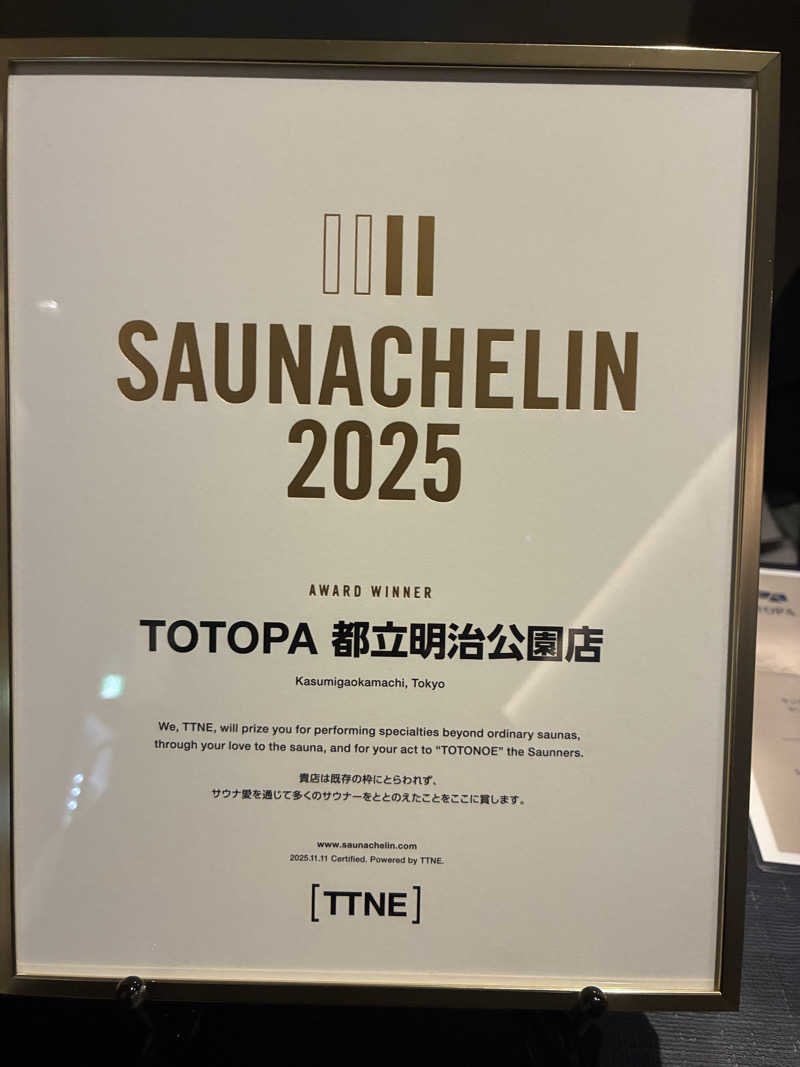 SAUNACHELIN
2025
AWARD WINNER
TOTOPA 都立明治公園店
Kasumigaokamachi, Tokyo
We, TTNE, will prize you for performing specialties beyond ordinary saunas,
through your love to the sauna, and for your act to “TOTONOE” the Saunners.
貴店は既存の枠にとらわれず、
サウナ愛を通じて多くのサウナーをととのえたことをここに賞します。
www.saunachelin.com
2025.11.11 Certified. Powered by TTNE.
[TTNE]